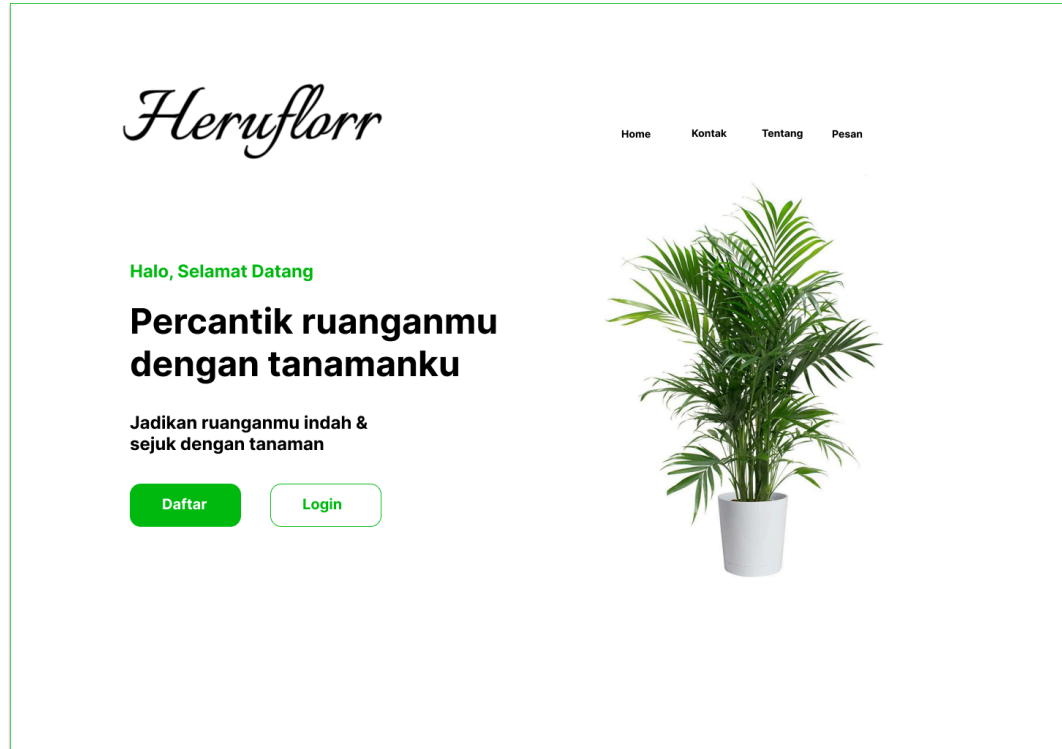 Heruflorr
Home Kontak Tentang Pesan
Halo, Selamat Datang
Percantik ruanganmu
dengan tanamanku
Jadikan ruanganmu indah &
sejuk dengan tanaman
Daftar Login